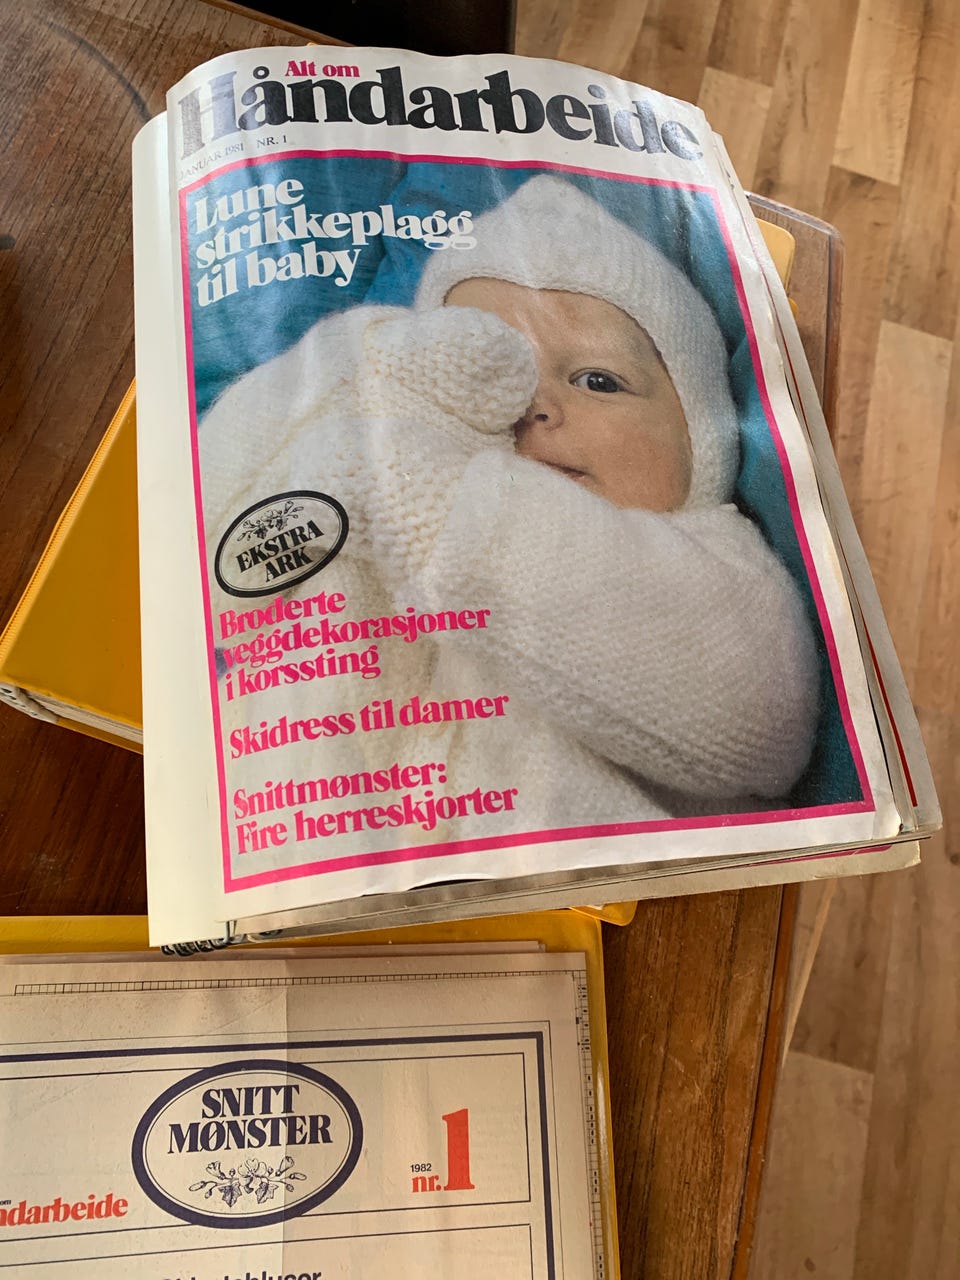 Alt om
Håndarbeide
JANUAR 1981 NR. 1
Lune
strikkeplagg
til baby
EKSTRA
ARK
Broderte
veggdekorasjoner
i korssting
Skidress til damer
Snittmønster:
Fire herreskjorter
SNITT
MØNSTER
1982
nr.1
om
ndarbeide